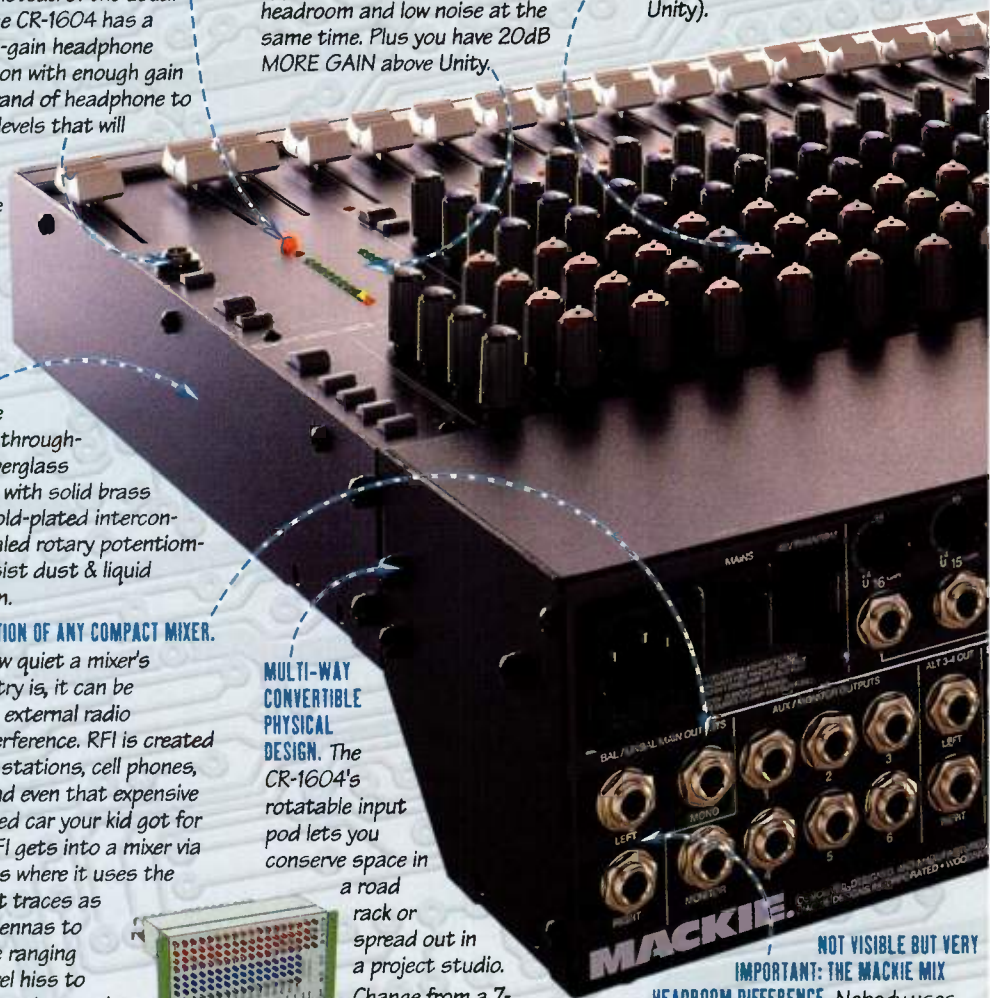 e CR-1604 has a
-gain headphone
on with enough gain
and of headphone to
levels that will
headroom and low noise at the
same time. Plus you have 20dB
MORE GAIN above Unity.
Unity).
e
e
through-
erglass
with solid brass
old-plated intercon-
aled rotary potentiom-
sist dust & liquid
n.
TION OF ANY COMPACT MIXER.
w quiet a mixer's
try is, it can be
external radio
erference. RFI is created
stations, cell phones,
nd even that expensive
ed car your kid got for
FI gets into a mixer via
s where it uses the
t traces as
ennas to
e ranging
vel hiss to
MULTI-WAY
CONVERTIBLE
PHYSICAL
DESIGN. The
CR-1604's
rotatable input
pod lets you
conserve space in
a road
rack or
spread out in
a project studio.
Change from a 7-
MAINS
U 16
U 15
BAL / UNBAL MAIN OUTPUTS
AUX / MONITOR OUTPUTS
ALT 3-4 OUT
LEFT
MONO
2
3
LEFT
RIGHT
MONITOR
5
6
RIGHT
MACKIE.
NOT VISIBLE BUT VERY
IMPORTANT: THE MACKIE MIX
HEADROOM DIFFERENCE. Nobody uses